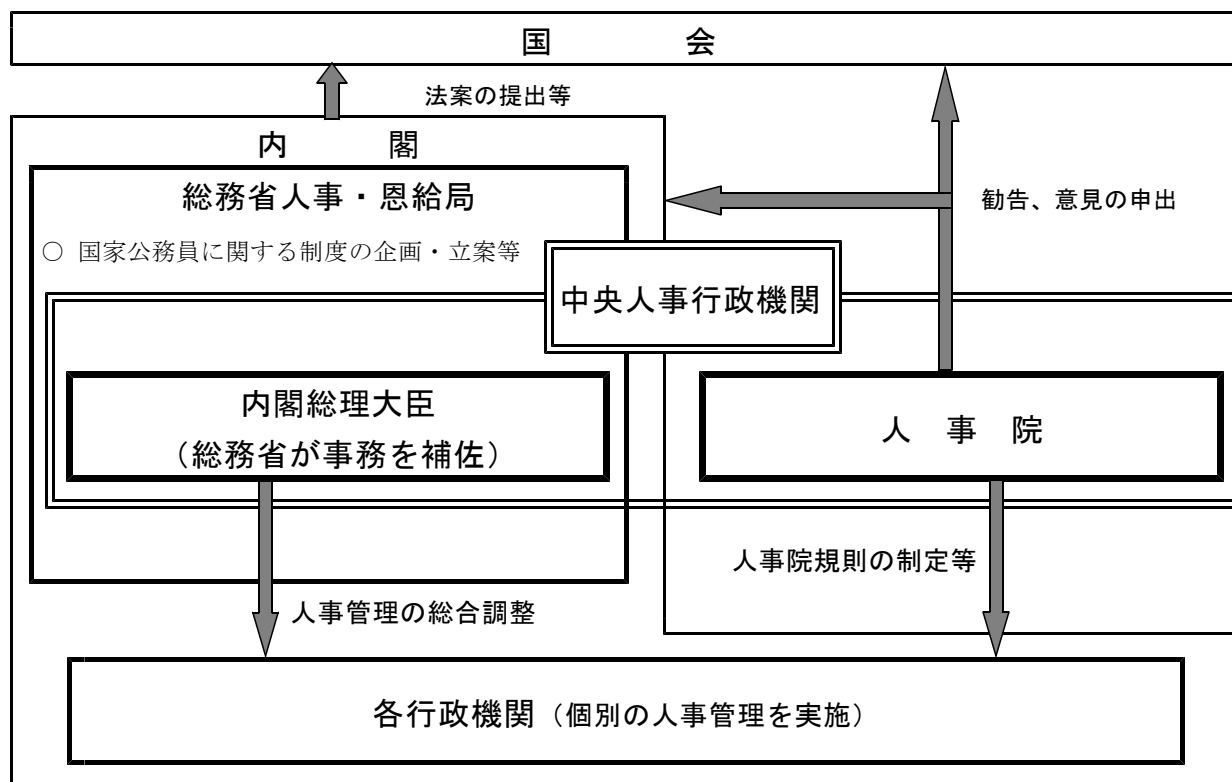 国　会
法案の提出等
内　閣
総務省人事・恩給局
勧告、意見の申出
○ 国家公務員に関する制度の企画・立案等
中央人事行政機関
内閣総理大臣
（総務省が事務を補佐）
人　事　院
人事院規則の制定等
人事管理の総合調整
各行政機関（個別の人事管理を実施）